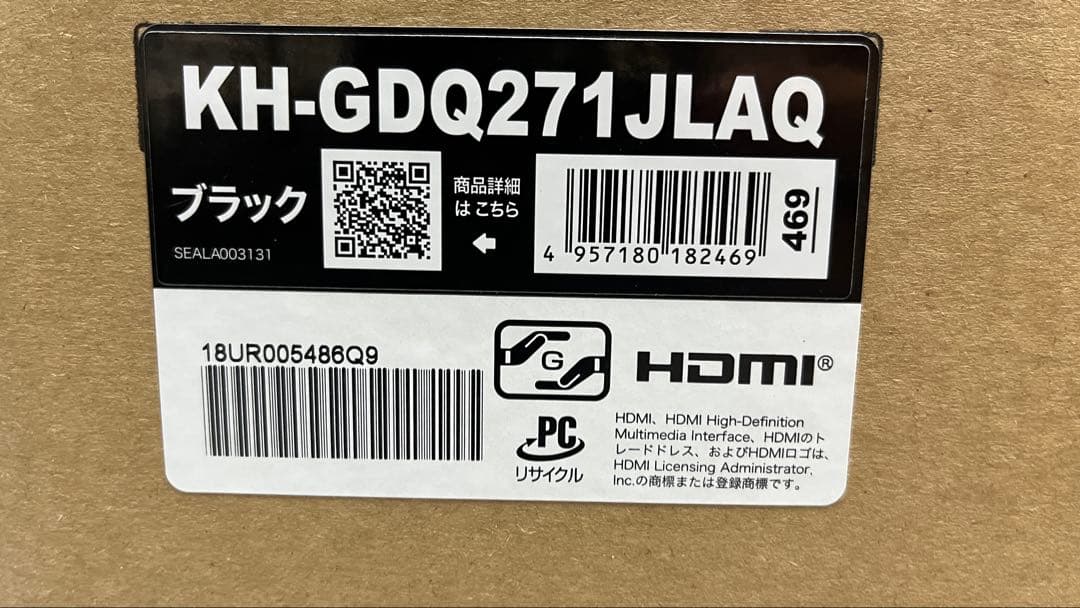 KH-GDQ271JLAQ
ブラック
商品詳細
は こちら
SEALA003131
4 957180 182469
469
18UR005486Q9
G
HDMI®
PC
リサイクル
HDMI、HDMI High-Definition
Multimedia Interface、HDMIのト
レードドレス、およびHDMIロゴは、
HDMI Licensing Administrator,
Inc.の商標または登録商標です。